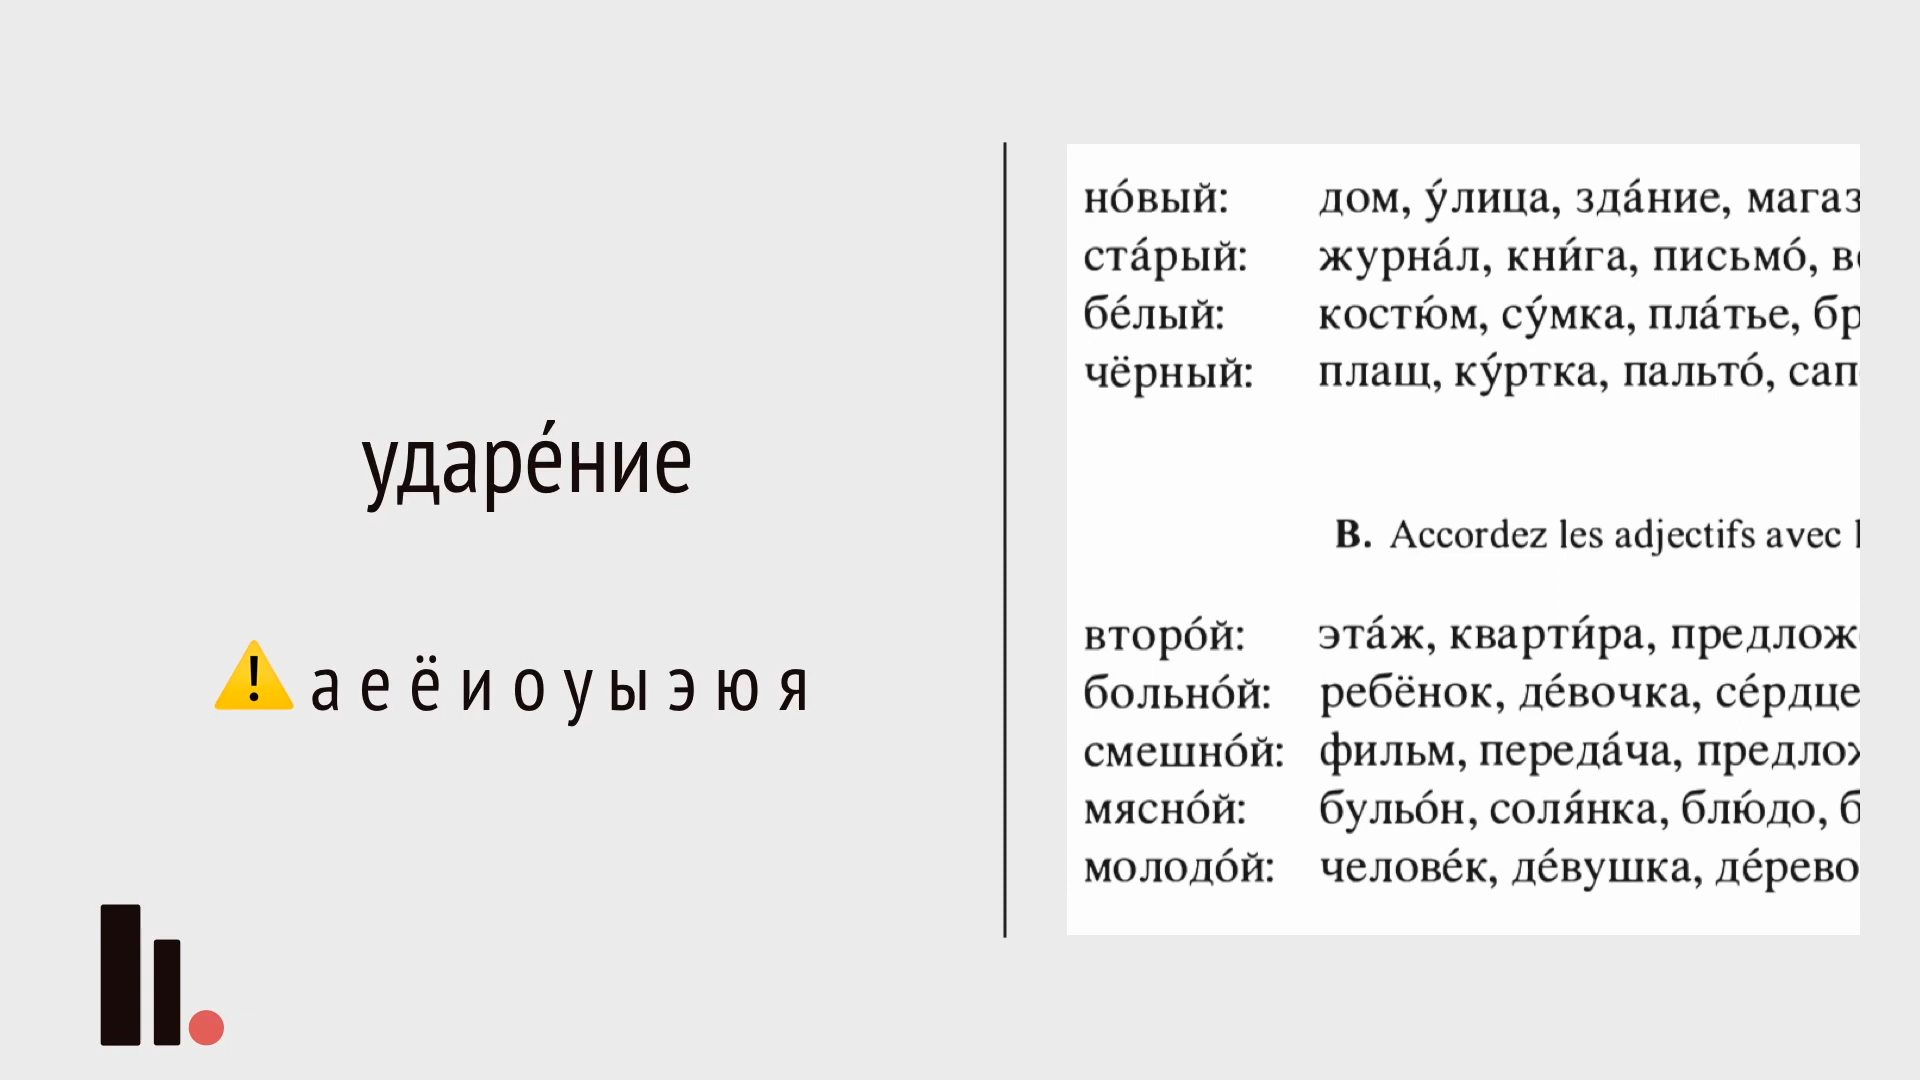 ударе́ние
⚠️ а е ё и о у ы э ю я
но́вый: дом, у́лица, зда́ние, магаз
ста́рый: журна́л, кни́га, письмо́, в
бе́лый: костю́м, су́мка, пла́тье, бр
чёрный: плащ, ку́ртка, пальто́, сап
B. Accordez les adjectifs avec
второ́й: эта́ж, кварти́ра, предлож
больно́й: ребёнок, де́вочка, се́рдце
смешно́й: фильм, переда́ча, предлож
мясно́й: бульо́н, соля́нка, блю́до, б
молодо́й: челове́к, де́вушка, де́рево